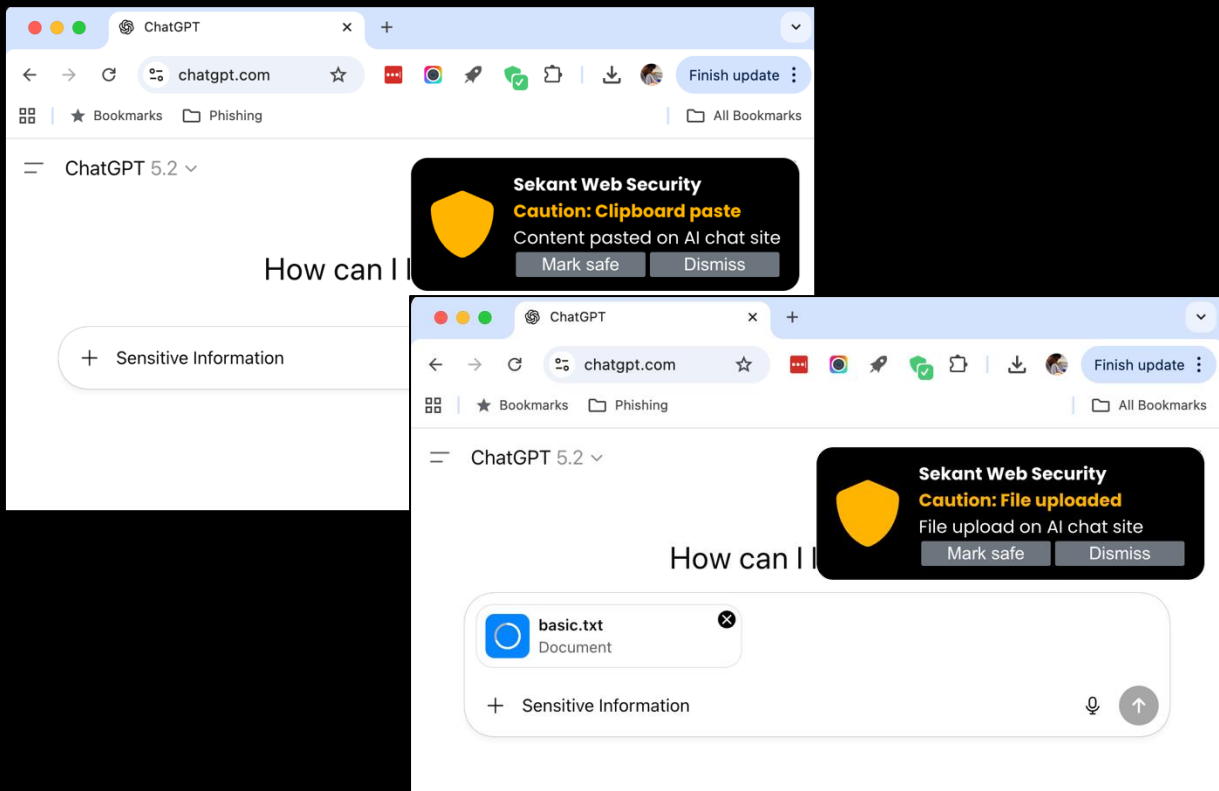 ChatGPT
chatgpt.com
Finish update
Bookmarks
Phishing
All Bookmarks
ChatGPT 5.2
Sekant Web Security
Caution: Clipboard paste
Content pasted on AI chat site
Mark safe
Dismiss
How can I
Sensitive Information
ChatGPT
chatgpt.com
Finish update
Bookmarks
Phishing
All Bookmarks
ChatGPT 5.2
Sekant Web Security
Caution: File uploaded
File upload on AI chat site
Mark safe
Dismiss
How can I
basic.txt
Document
Sensitive Information